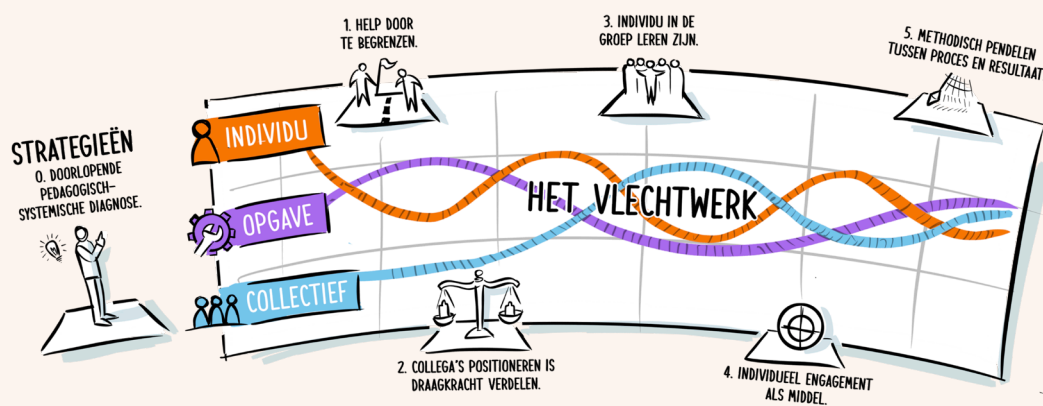 STRATEGIEËN
0. DOORLOPENDE
PEDAGOGISCH-
SYSTEMISCHE DIAGNOSE.
INDIVIDU
OPGAVE
COLLECTIEF
1. HELP DOOR
TE BEGRENZEN.
3. INDIVIDU IN DE
GROEP LEREN ZIJN.
5. METHODISCH PENDELEN
TUSSEN PROCES EN RESULTAAT
HET VLECHTWERK
2. COLLEGA'S POSITIONEREN IS
DRAAGKRACHT VERDELEN.
4. INDIVIDUEEL ENGAGEMENT
ALS MIDDEL.